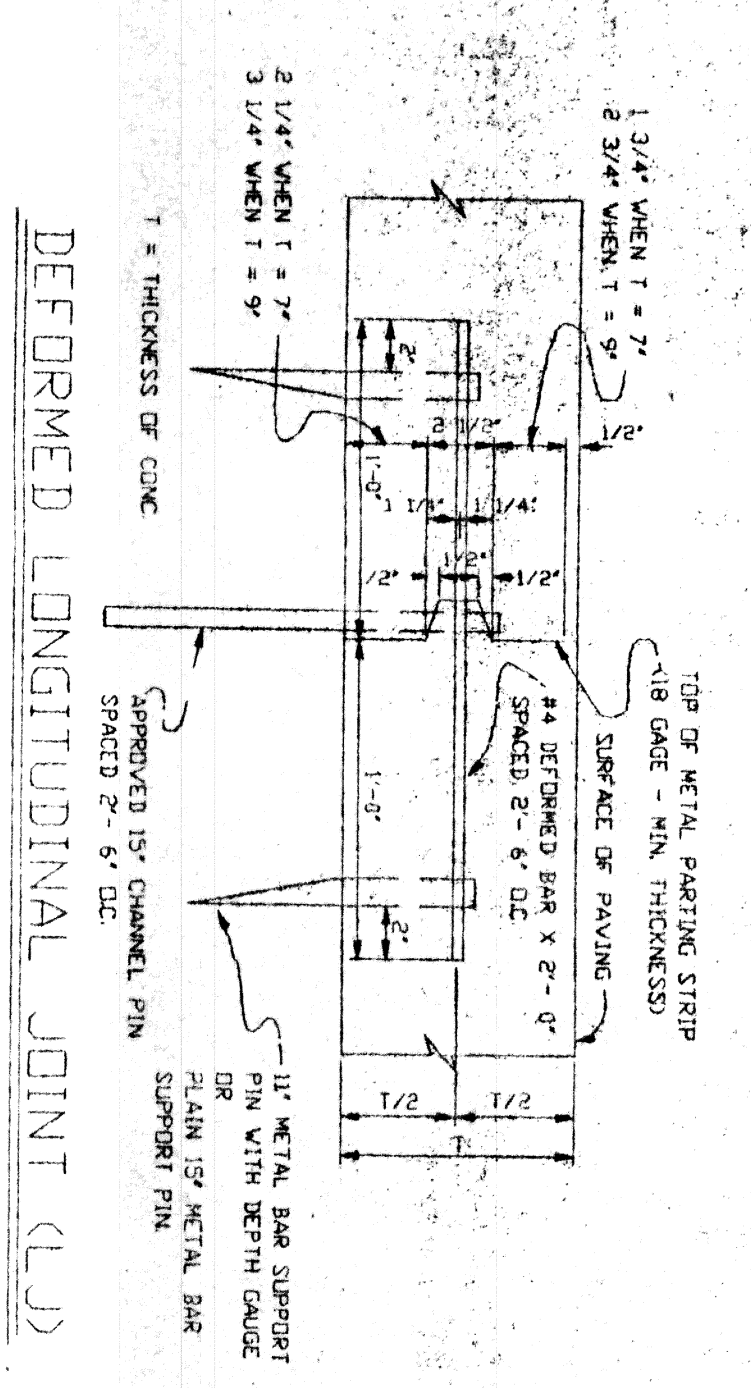 1 3/4" WHEN T = 7"
2 3/4" WHEN T = 9"
TOP OF METAL PARTING STRIP
(18 GAGE - MIN. THICKNESS)
SURFACE OF PAVING
#4 DEFORMED BAR X 2'- 0"
SPACED 2'- 6" O.C.
1/2"
2 1/2"
1 1/4"
1 1/4"
1/2"
/2"
1/2"
2"
1'-0"
1'-0"
2"
T/2
T/2
T
2 1/4" WHEN T = 7"
3 1/4" WHEN T = 9"
T = THICKNESS OF CONC.
APPROVED 15" CHANNEL PIN
SPACED 2'- 6" O.C.
11" METAL BAR SUPPORT
PIN WITH DEPTH GAUGE
OR
PLAIN 15" METAL BAR
SUPPORT PIN.
DEFORMED LONGITUDINAL JOINT (LJ)